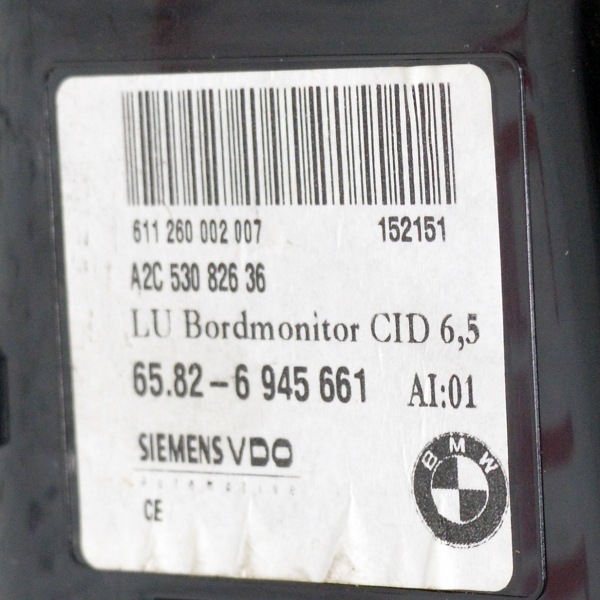 611 260 002 007 152151
A2C 530 826 36
LU Bordmonitor CID 6,5
65.82-6 945 661 AI:01
SIEMENS VDO
Automotive
CE
BMW